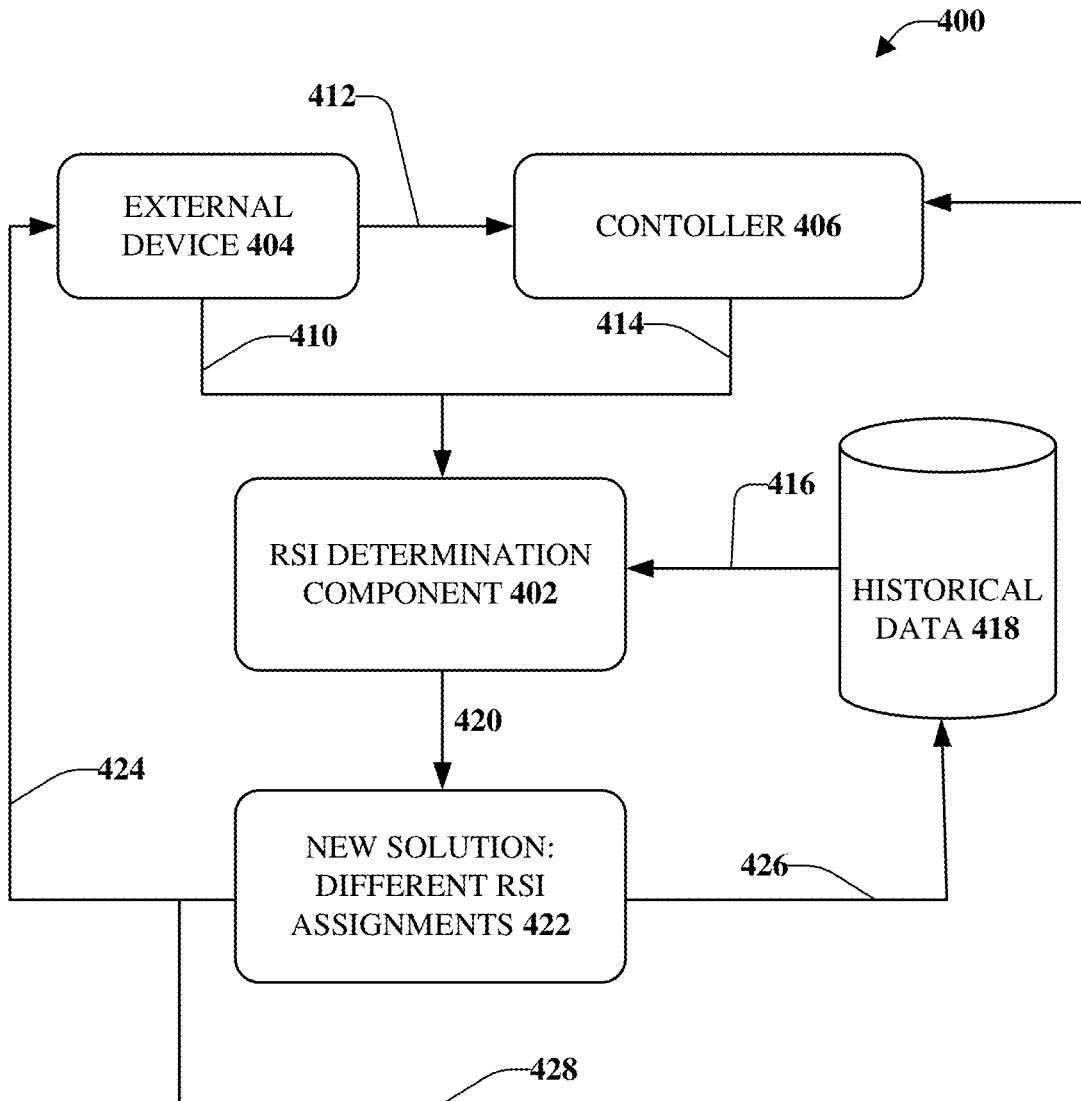 400
412
EXTERNAL
DEVICE 404
CONTOLLER 406
410
414
416
RSI DETERMINATION
COMPONENT 402
HISTORICAL
DATA 418
420
424
NEW SOLUTION:
DIFFERENT RSI
ASSIGNMENTS 422
426
428